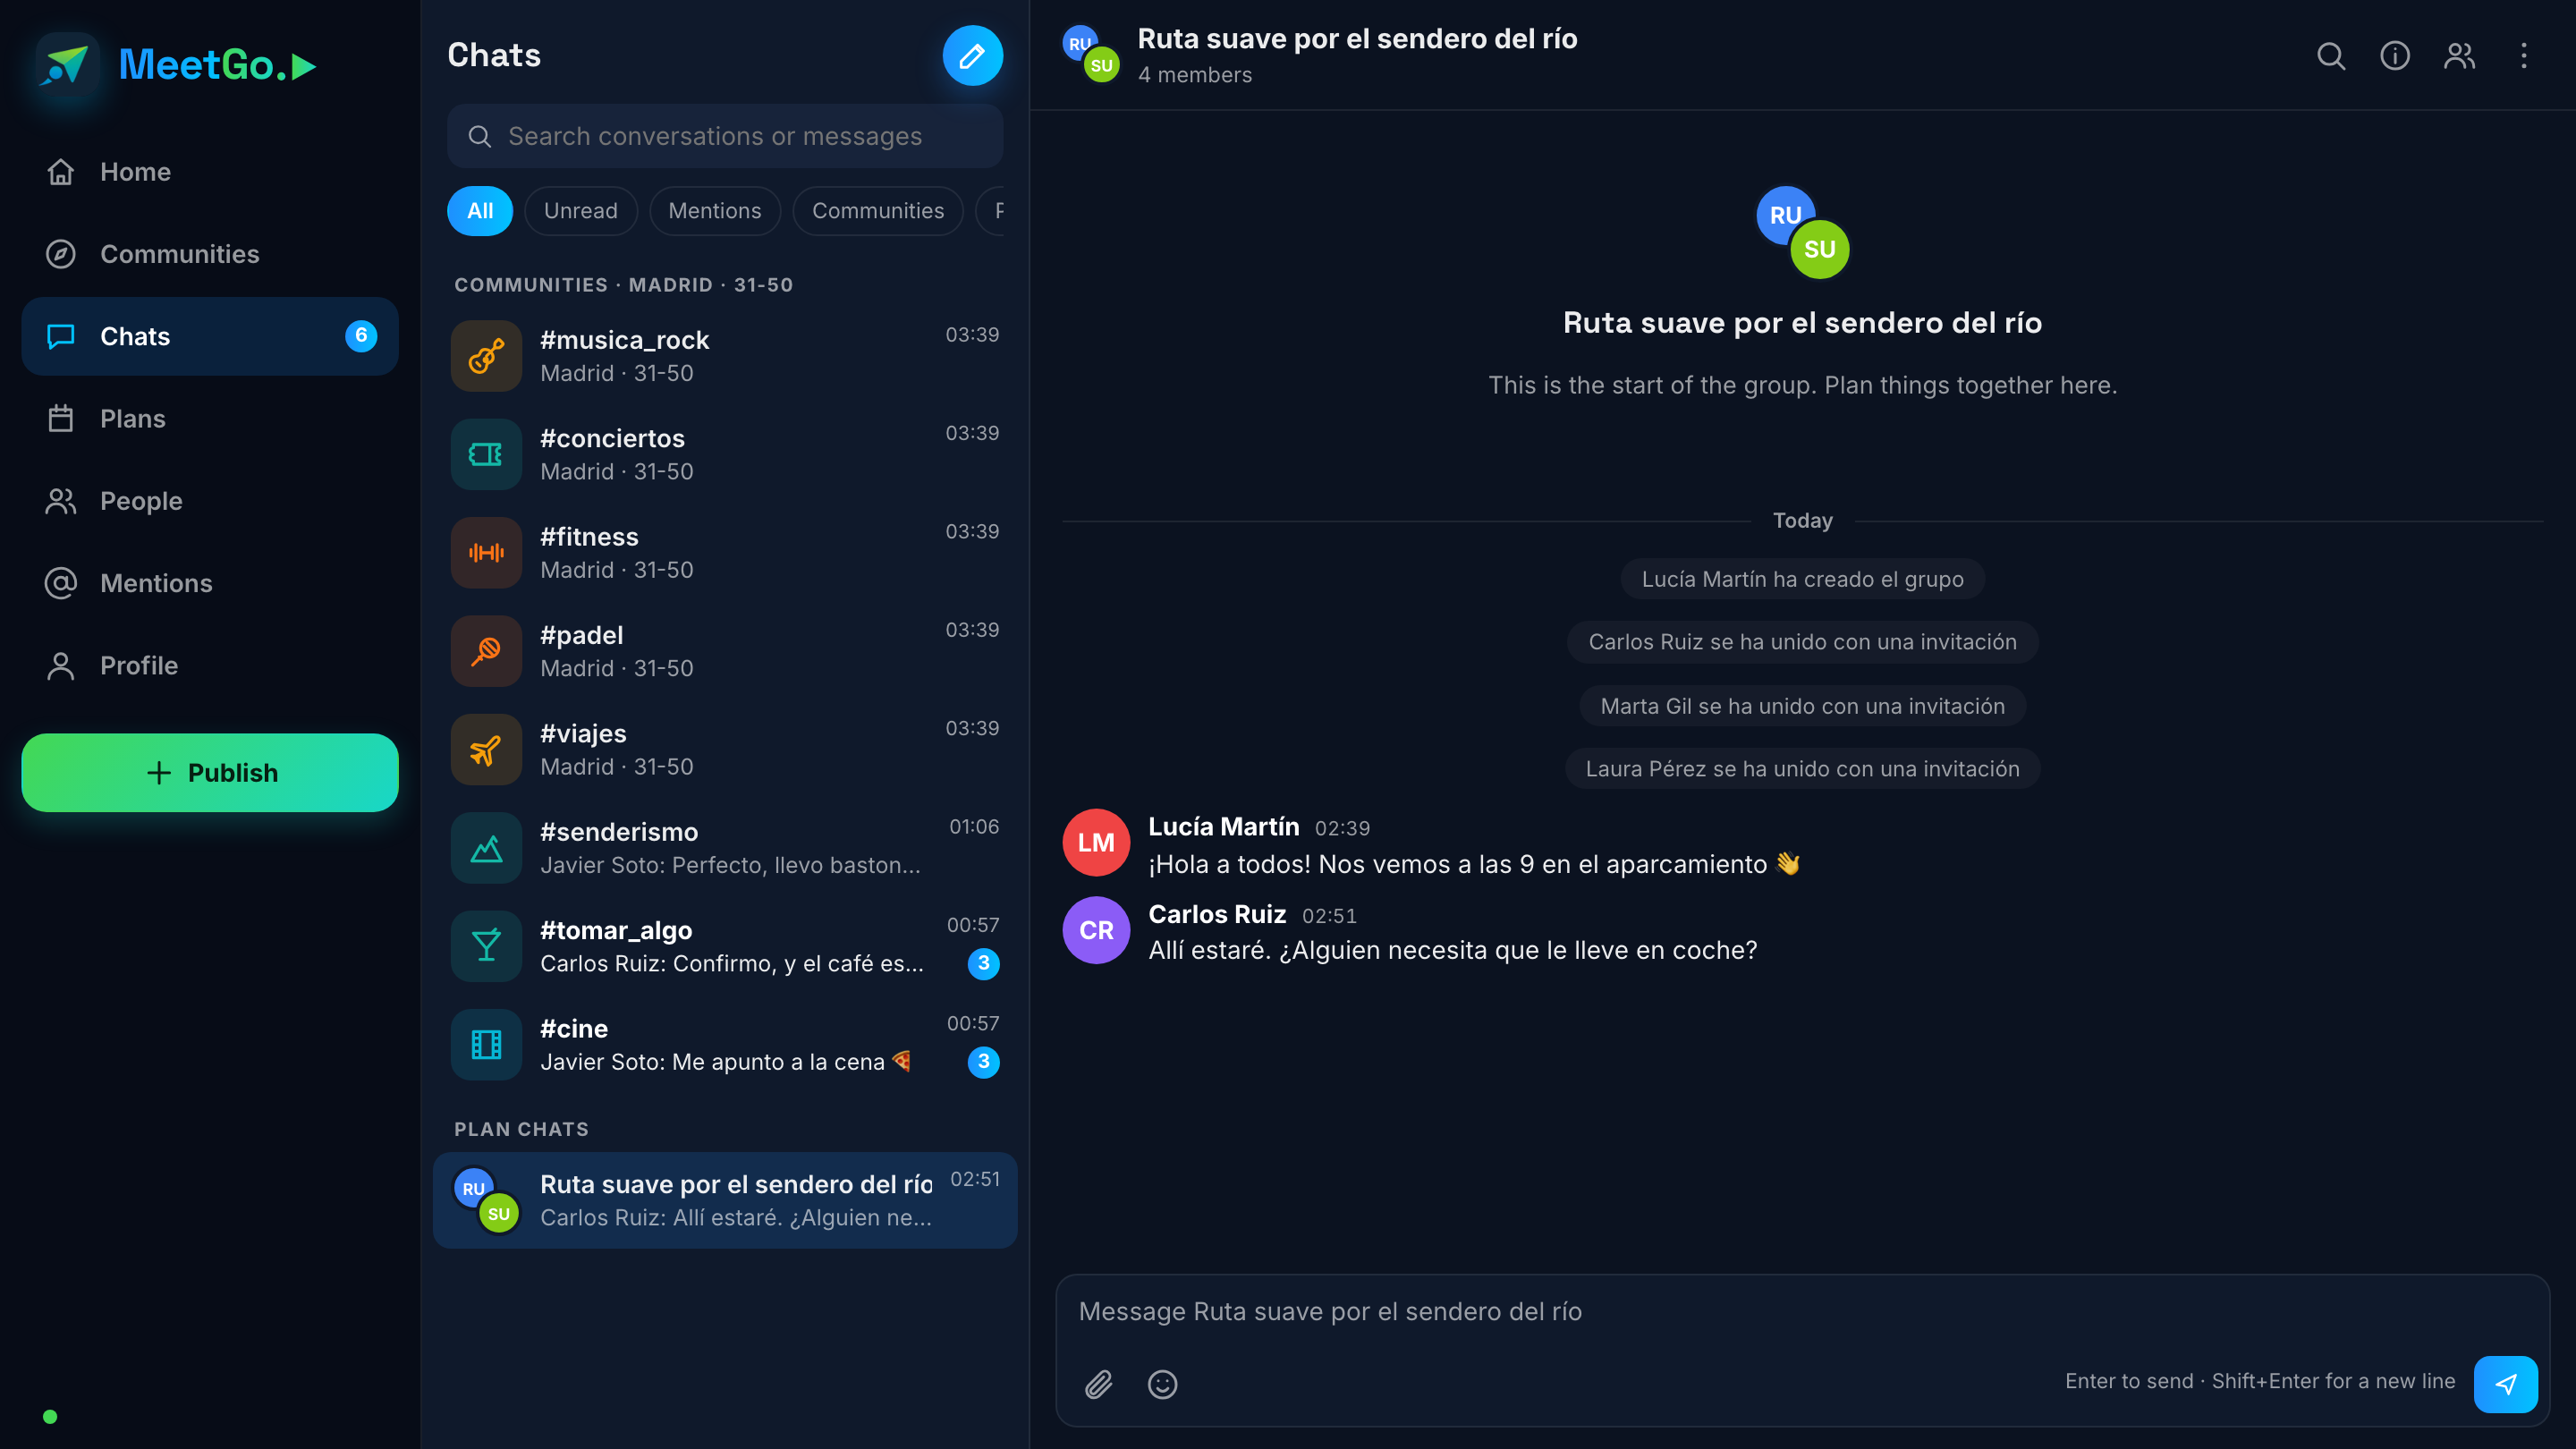 MeetGo.
Home
Communities
Chats
6
Plans
People
Mentions
Profile
Publish
Chats
Search conversations or messages
All
Unread
Mentions
Communities
COMMUNITIES · MADRID · 31-50
#musica_rock
03:39
Madrid · 31-50
#conciertos
03:39
Madrid · 31-50
#fitness
03:39
Madrid · 31-50
#padel
03:39
Madrid · 31-50
#viajes
03:39
Madrid · 31-50
#senderismo
01:06
Javier Soto: Perfecto, llevo baston...
#tomar_algo
00:57
Carlos Ruiz: Confirmo, y el café es...
3
#cine
00:57
Javier Soto: Me apunto a la cena 🍕
3
PLAN CHATS
RU
SU
Ruta suave por el sendero del río
02:51
Carlos Ruiz: Allí estaré. ¿Alguien ne...
RU
SU
Ruta suave por el sendero del río
4 members
RU
SU
Ruta suave por el sendero del río
This is the start of the group. Plan things together here.
Today
Lucía Martín ha creado el grupo
Carlos Ruiz se ha unido con una invitación
Marta Gil se ha unido con una invitación
Laura Pérez se ha unido con una invitación
LM
Lucía Martín 02:39
¡Hola a todos! Nos vemos a las 9 en el aparcamiento 👋
CR
Carlos Ruiz 02:51
Allí estaré. ¿Alguien necesita que le lleve en coche?
Message Ruta suave por el sendero del río
Enter to send · Shift+Enter for a new line